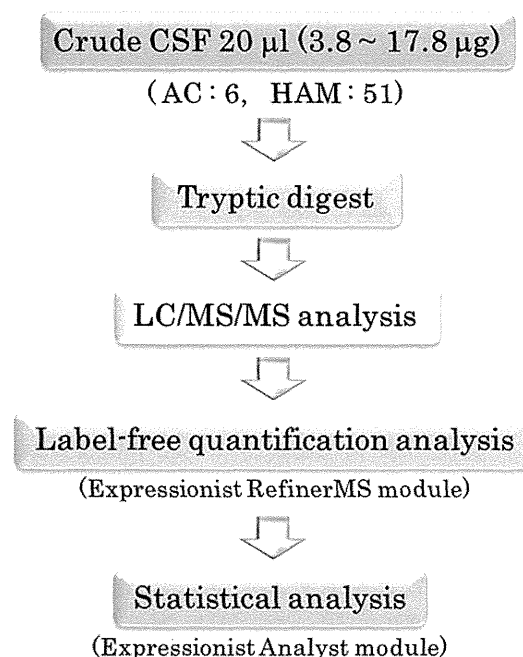 Crude CSF 20 μl (3.8 ~ 17.8 μg)
(AC : 6, HAM : 51)
Tryptic digest
LC/MS/MS analysis
Label-free quantification analysis
(Expressionist RefinerMS module)
Statistical analysis
(Expressionist Analyst module)